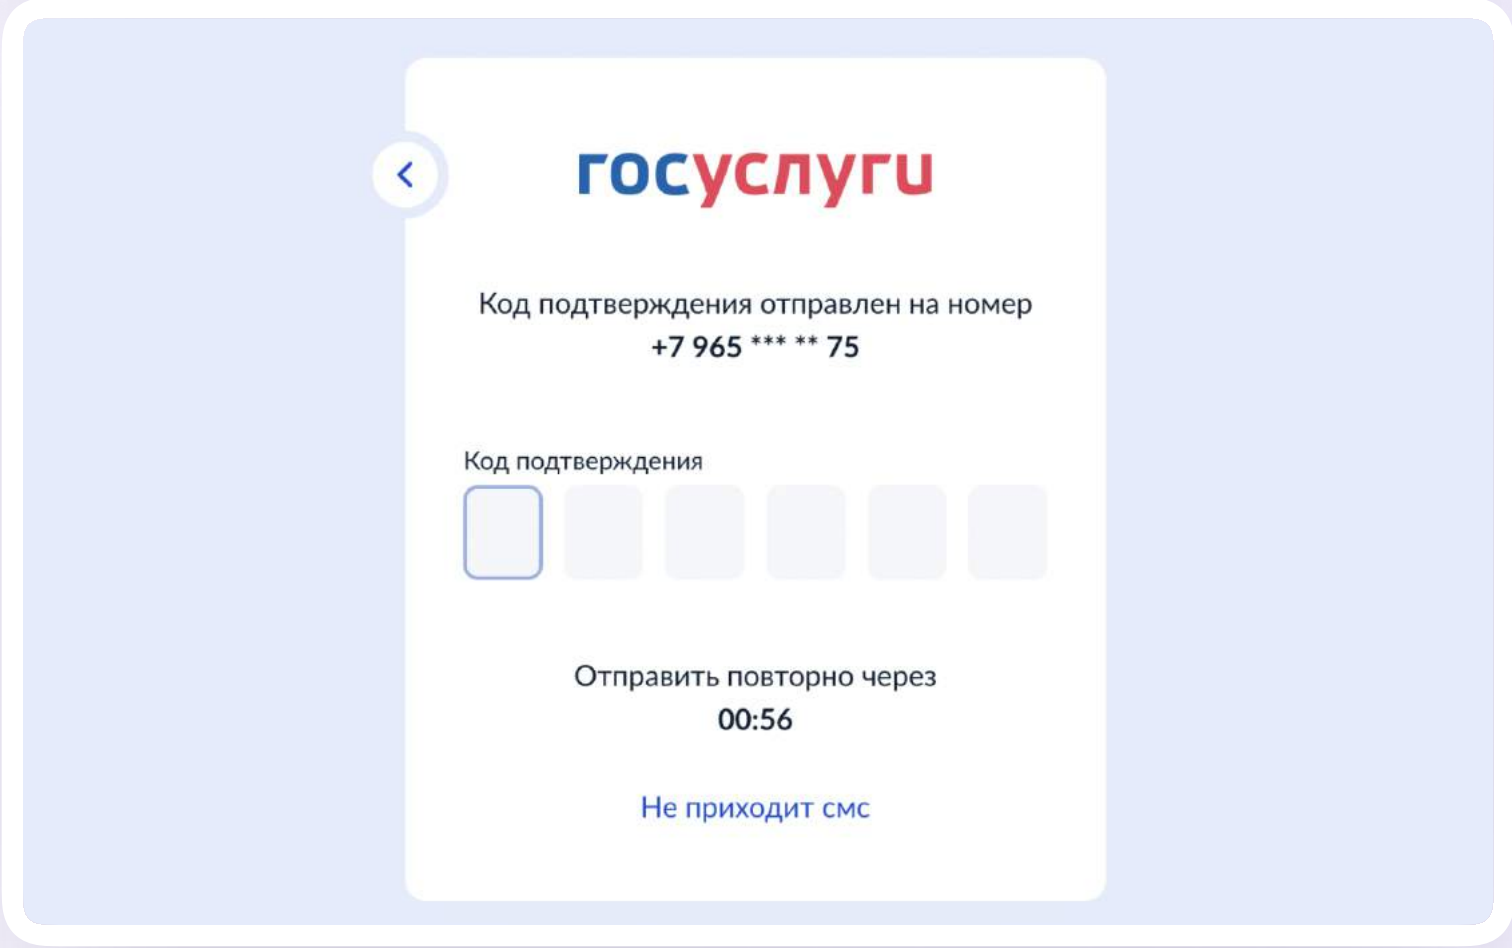 госуслуги
Код подтверждения отправлен на номер
+7 965 *** ** 75
Код подтверждения
Отправить повторно через
00:56
Не приходит смс